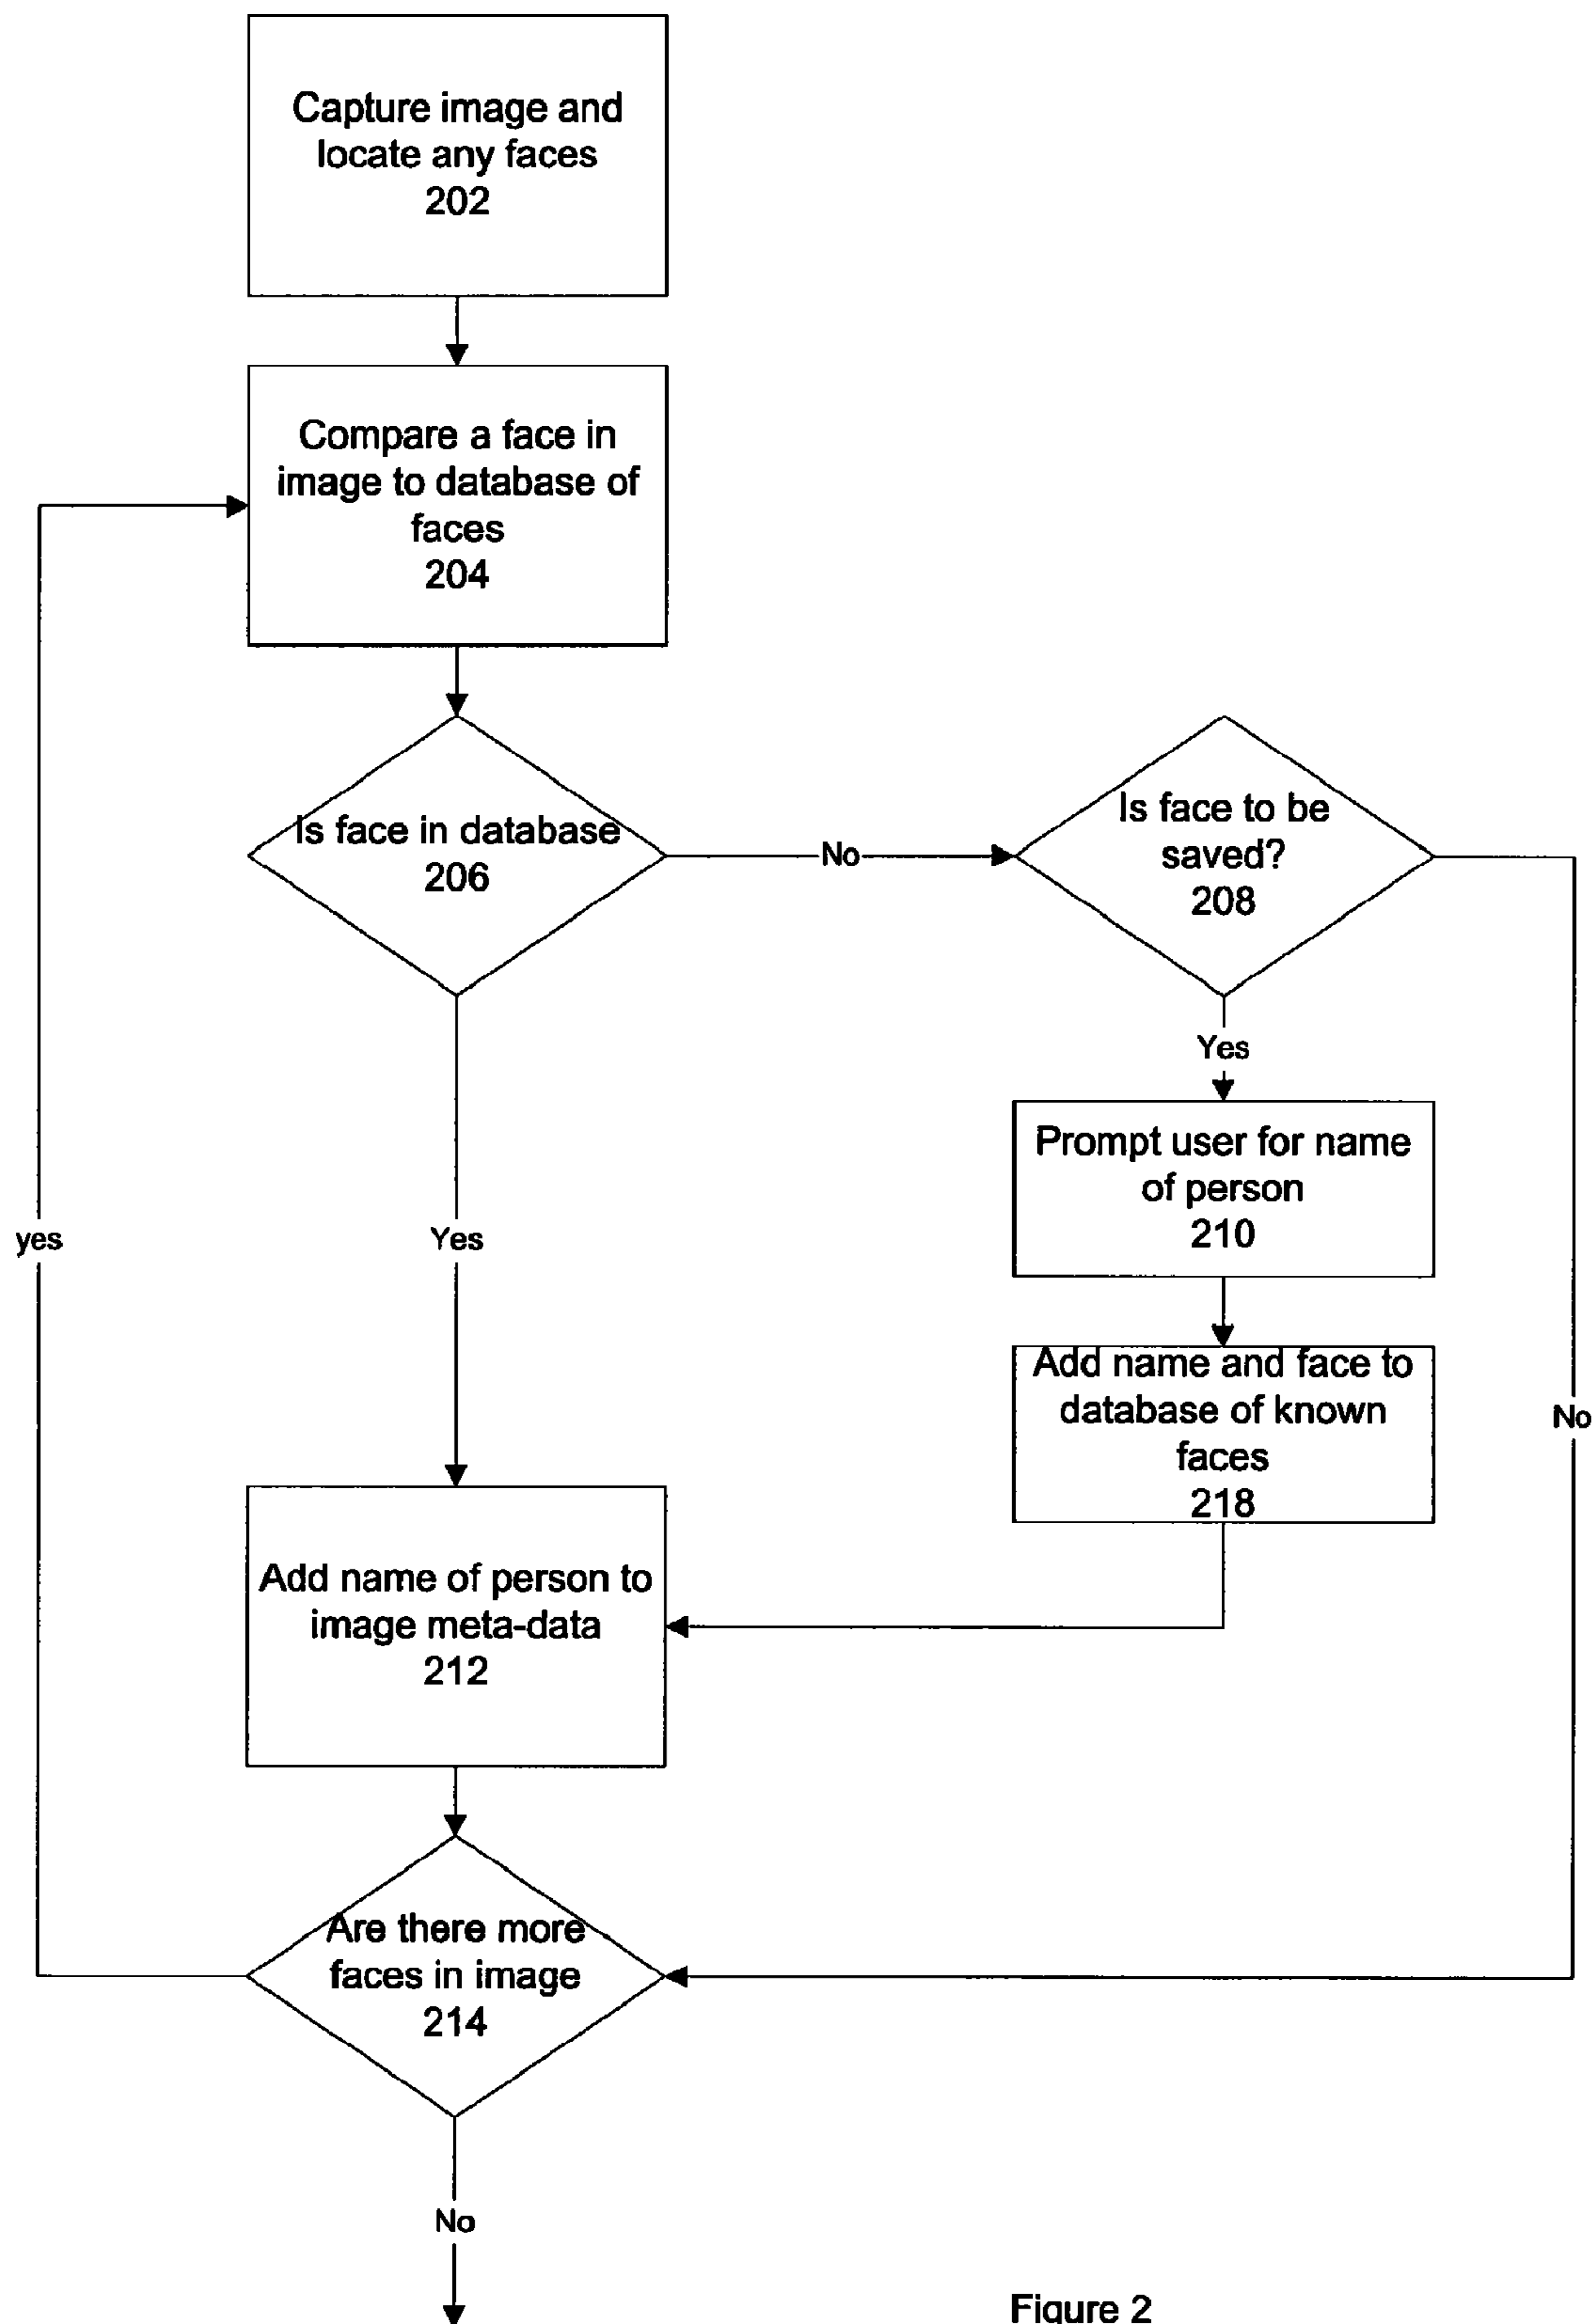 Capture image and
locate any faces
202
Compare a face in
image to database of
faces
204
Is face in database
206
No
Is face to be
saved?
208
Yes
Prompt user for name
of person
210
yes
Yes
Add name and face to
database of known
faces
218
No
Add name of person to
image meta-data
212
Are there more
faces in image
214
No
Figure 2